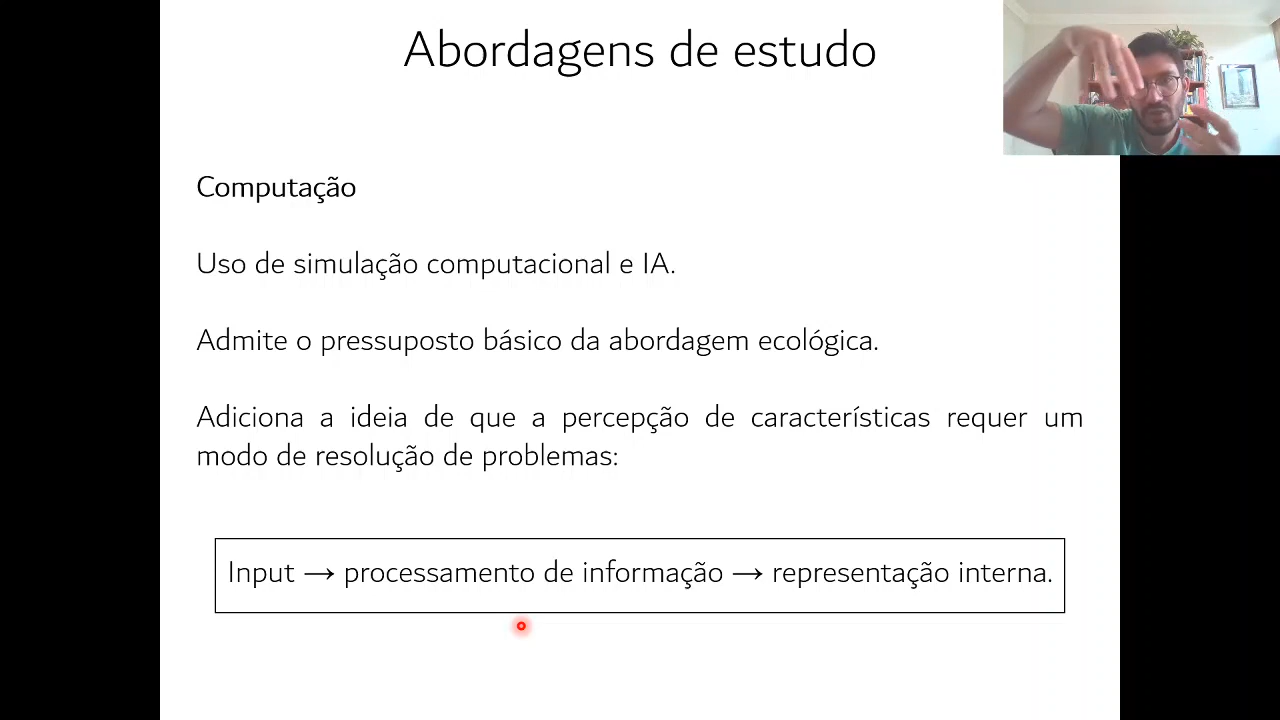 Abordagens de estudo
Computação
Uso de simulação computacional e IA.
Admite o pressuposto básico da abordagem ecológica.
Adiciona a ideia de que a percepção de características requer um
modo de resolução de problemas:
Input → processamento de informação → representação interna.